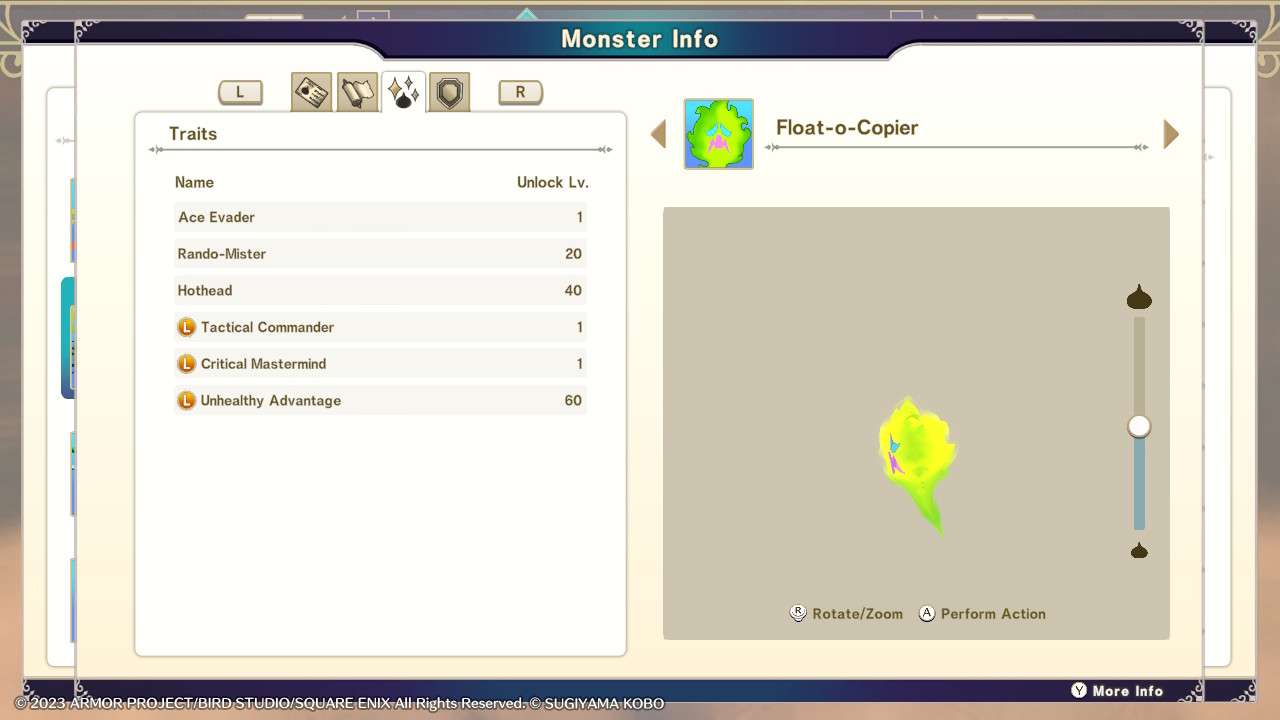 Monster Info
L
R
Traits
Name Unlock Lv.
Ace Evader 1
Rando-Mister 20
Hothead 40
L Tactical Commander 1
L Critical Mastermind 1
L Unhealthy Advantage 60
Float-o-Copier
R Rotate/Zoom A Perform Action
Y More Info
© 2023 ARMOR PROJECT/BIRD STUDIO/SQUARE ENIX All Rights Reserved. © SUGIYAMA KOBO